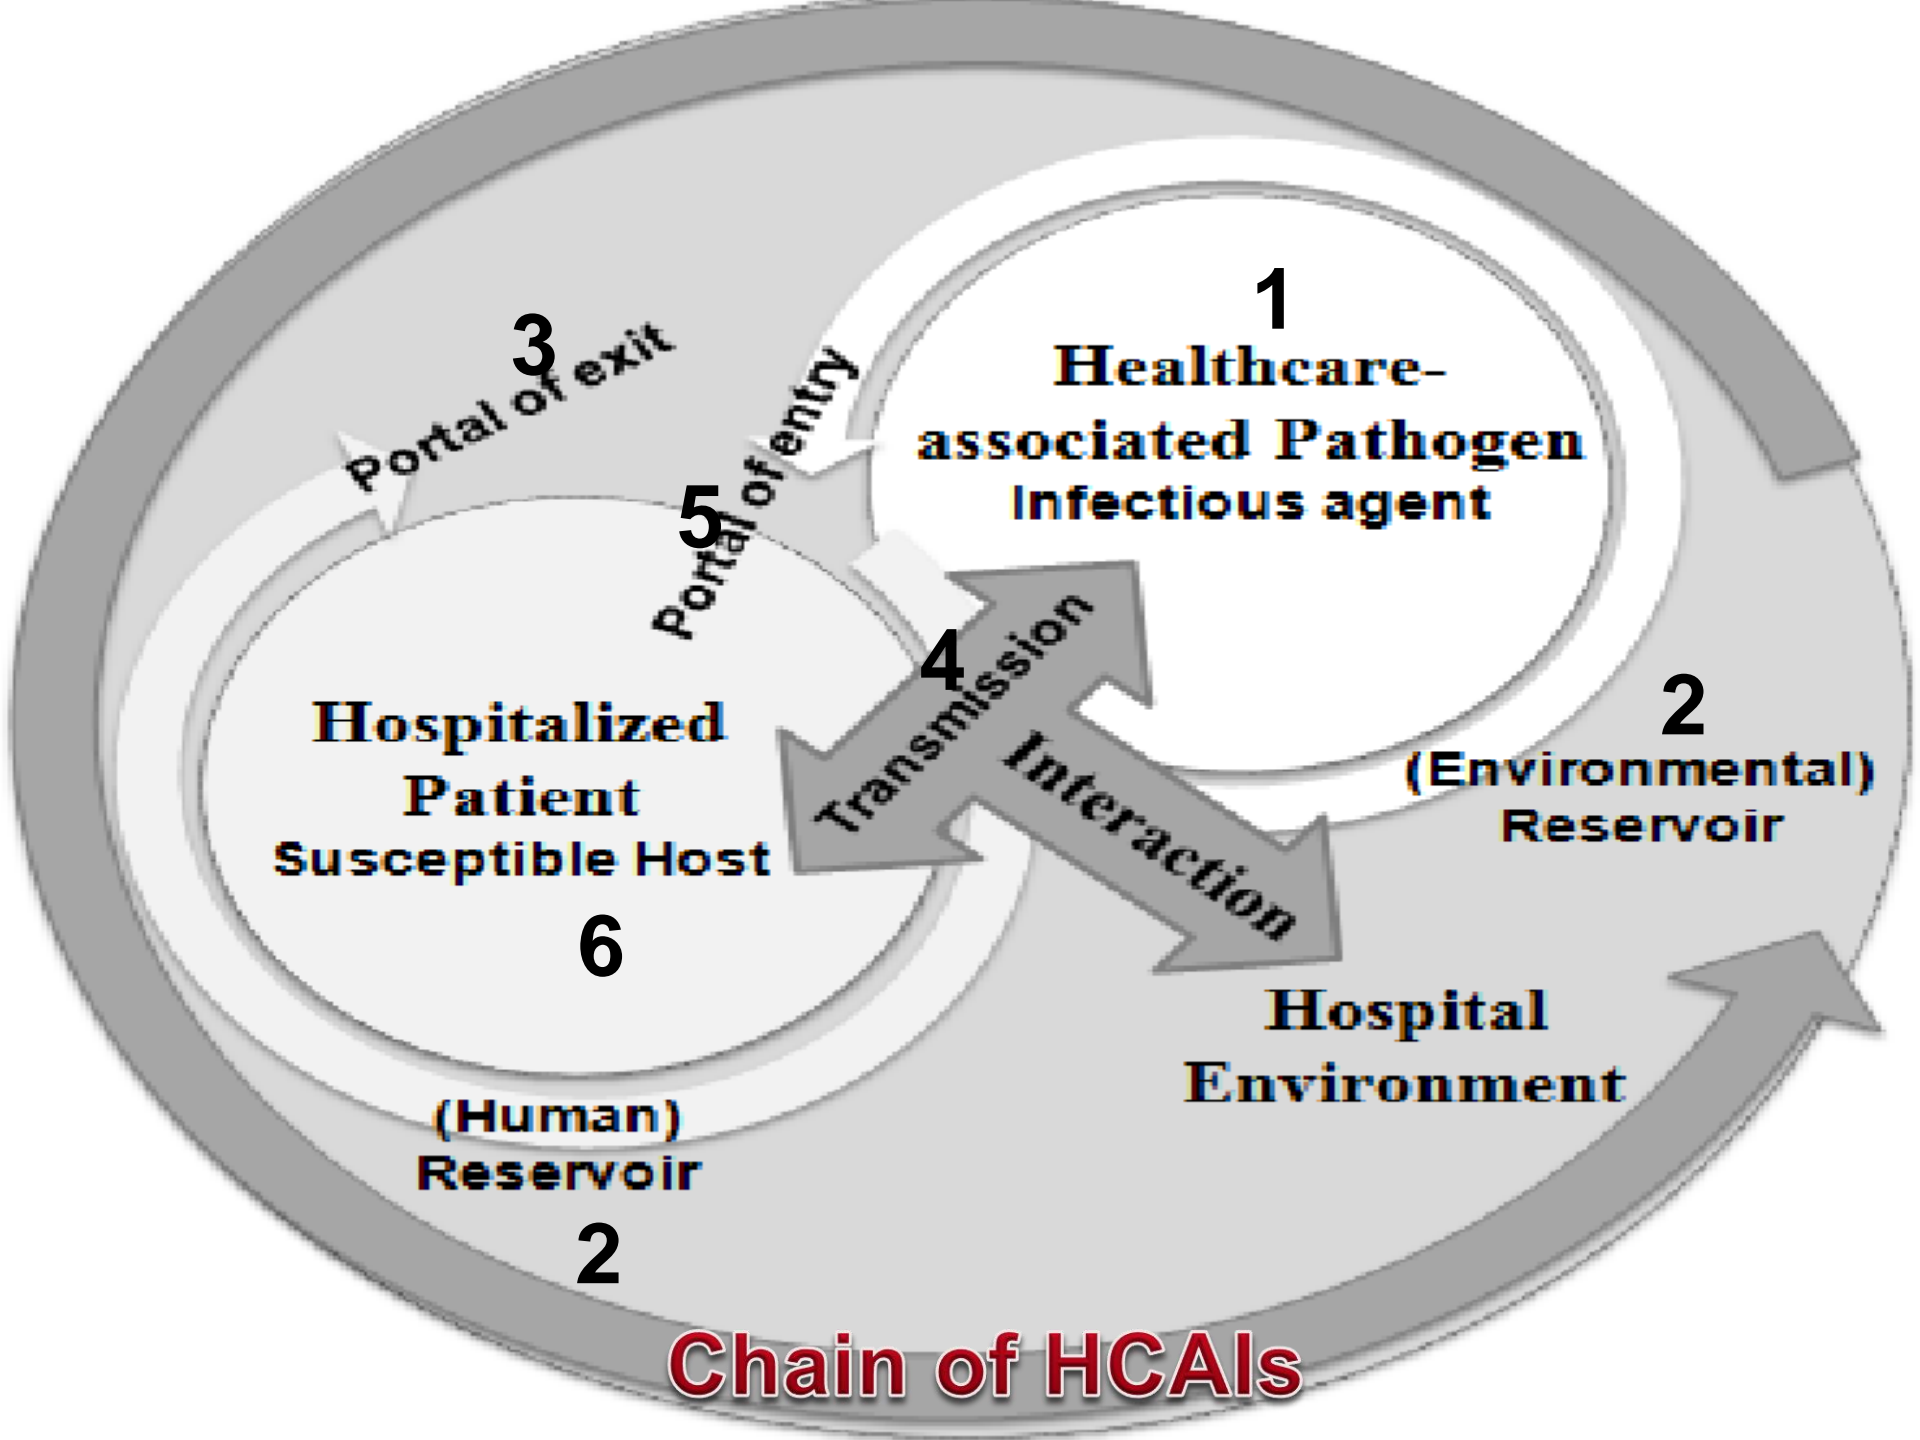 1
Healthcare-
associated Pathogen
Infectious agent
3
Portal of exit
5
Portal of entry
4
Transmission
Interaction
2
(Environmental)
Reservoir
Hospitalized
Patient
Susceptible Host
6
Hospital
Environment
(Human)
Reservoir
2
Chain of HCAIs